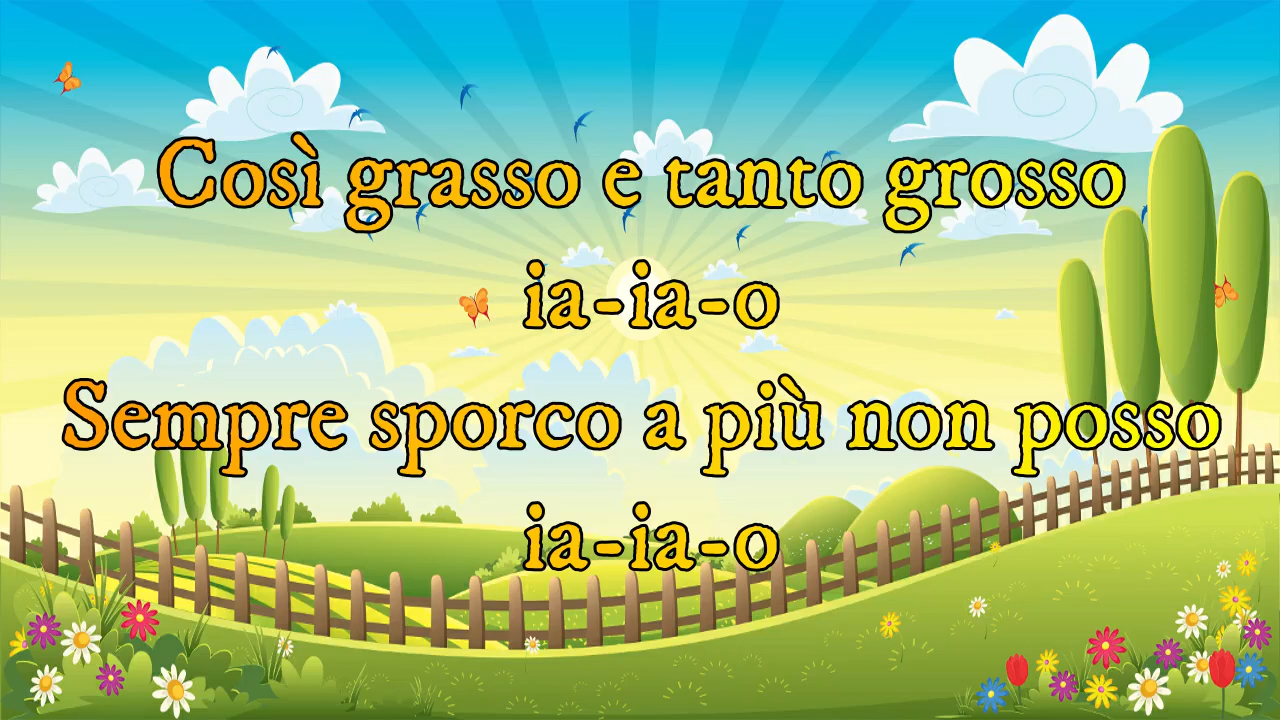 Così grasso e tanto grosso
ia-ia-o
Sempre sporco a più non posso
ia-ia-o